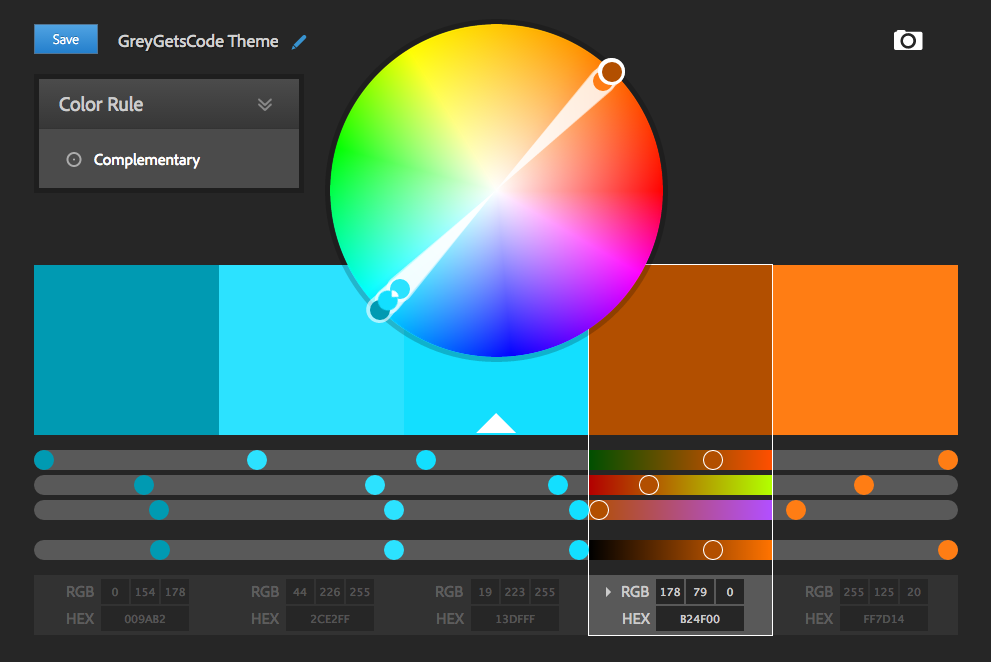 Save
GreyGetsCode Theme
Color Rule
Complementary
RGB 0 154 178
HEX 009AB2
RGB 44 226 255
HEX 2CE2FF
RGB 19 223 255
HEX 13DFFF
RGB 178 79 0
HEX B24F00
RGB 255 125 20
HEX FF7D14